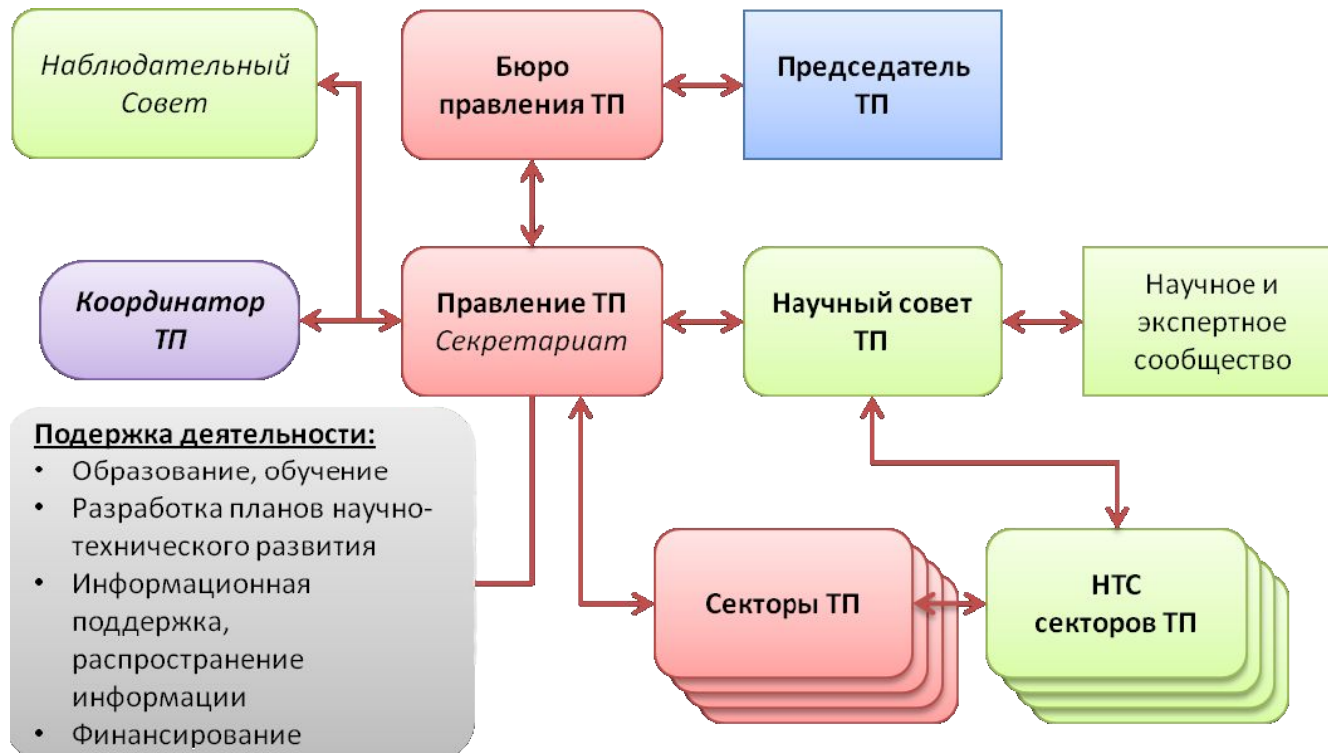 Наблюдательный
Совет
Бюро
правления ТП
Председатель
ТП
Координатор
ТП
Правление ТП
Секретариат
Научный совет
ТП
Научное и
экспертное
сообщество
Подержка деятельности:
• Образование, обучение
• Разработка планов научно-
технического развития
• Информационная
поддержка,
распространение
информации
• Финансирование
Секторы ТП
НТС
секторов ТП